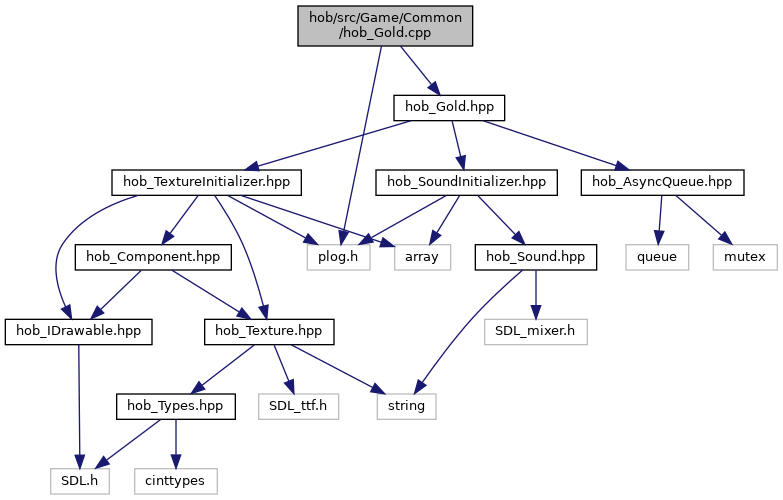 hob/src/Game/Common
/hob_Gold.cpp
hob_Gold.hpp
hob_TextureInitializer.hpp
hob_SoundInitializer.hpp
hob_AsyncQueue.hpp
hob_Component.hpp
plog.h
array
hob_Sound.hpp
queue
mutex
hob_IDrawable.hpp
hob_Texture.hpp
SDL_mixer.h
hob_Types.hpp
SDL_ttf.h
string
SDL.h
cinttypes